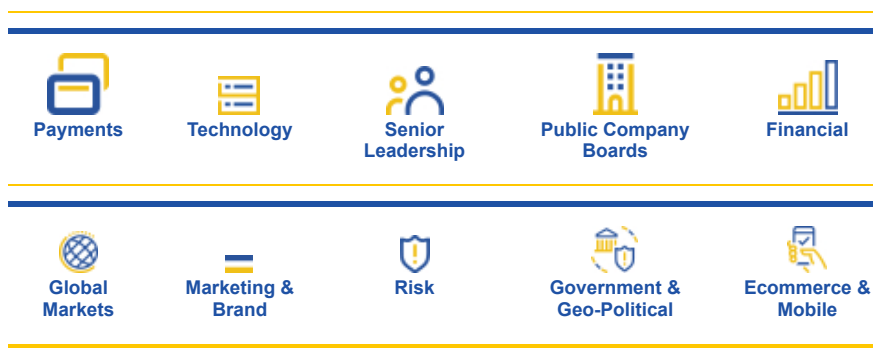 Payments
Technology
Senior
Leadership
Public Company
Boards
Financial
Global
Markets
Marketing &
Brand
Risk
Government &
Geo-Political
Ecommerce &
Mobile